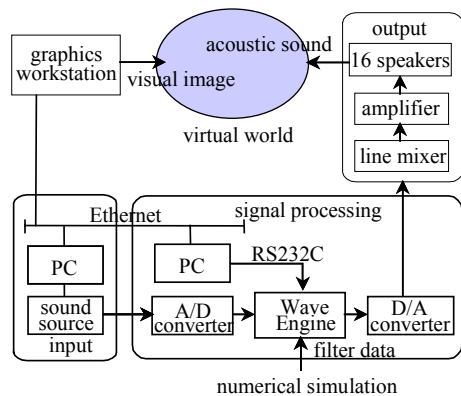 graphics
workstation
visual image
acoustic sound
virtual world
output
16 speakers
amplifier
line mixer
Ethernet
signal processing
PC
PC
RS232C
sound
source
input
A/D
converter
Wave
Engine
D/A
converter
filter data
numerical simulation